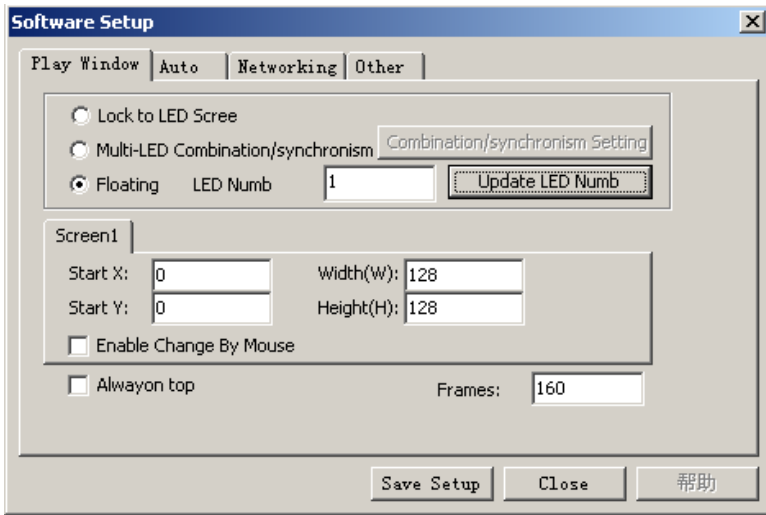 Software Setup
Play Window Auto Networking Other
Lock to LED Scree
Multi-LED Combination/synchronism Combination/synchronism Setting
Floating LED Numb 1 Update LED Numb
Screen1
Start X: 0 Width(W): 128
Start Y: 0 Height(H): 128
Enable Change By Mouse
Alwayon top Frames: 160
Save Setup Close 帮助